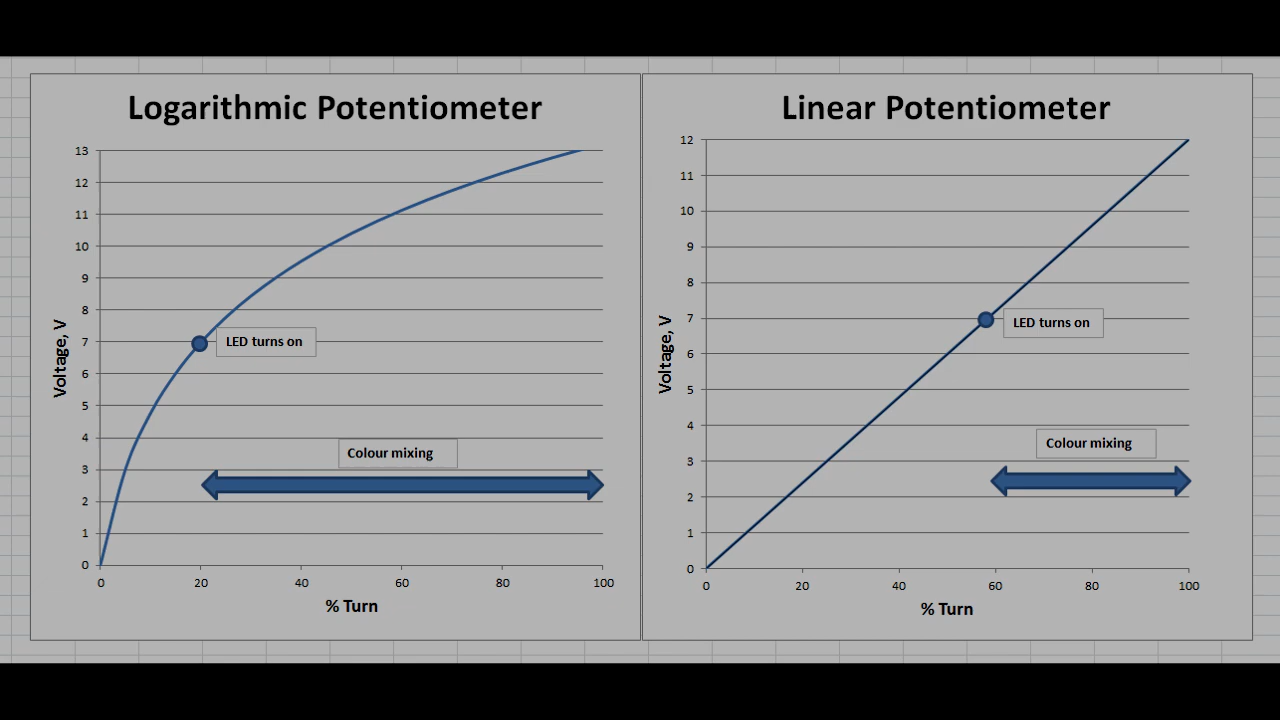 Logarithmic Potentiometer
13
12
11
10
9
8
7
6
5
4
3
2
1
0
Voltage, V
LED turns on
Colour mixing
0 20 40 60 80 100
% Turn
Linear Potentiometer
12
11
10
9
8
7
6
5
4
3
2
1
0
Voltage, V
LED turns on
Colour mixing
0 20 40 60 80 100
% Turn